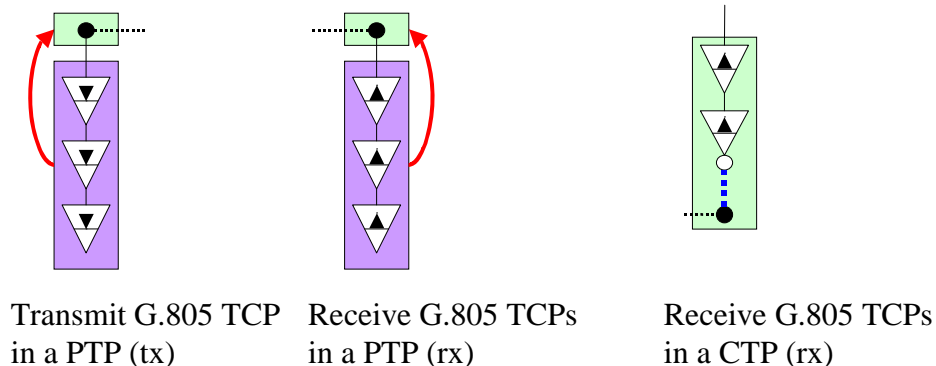 Transmit G.805 TCP
in a PTP (tx)
Receive G.805 TCPs
in a PTP (rx)
Receive G.805 TCPs
in a CTP (rx)